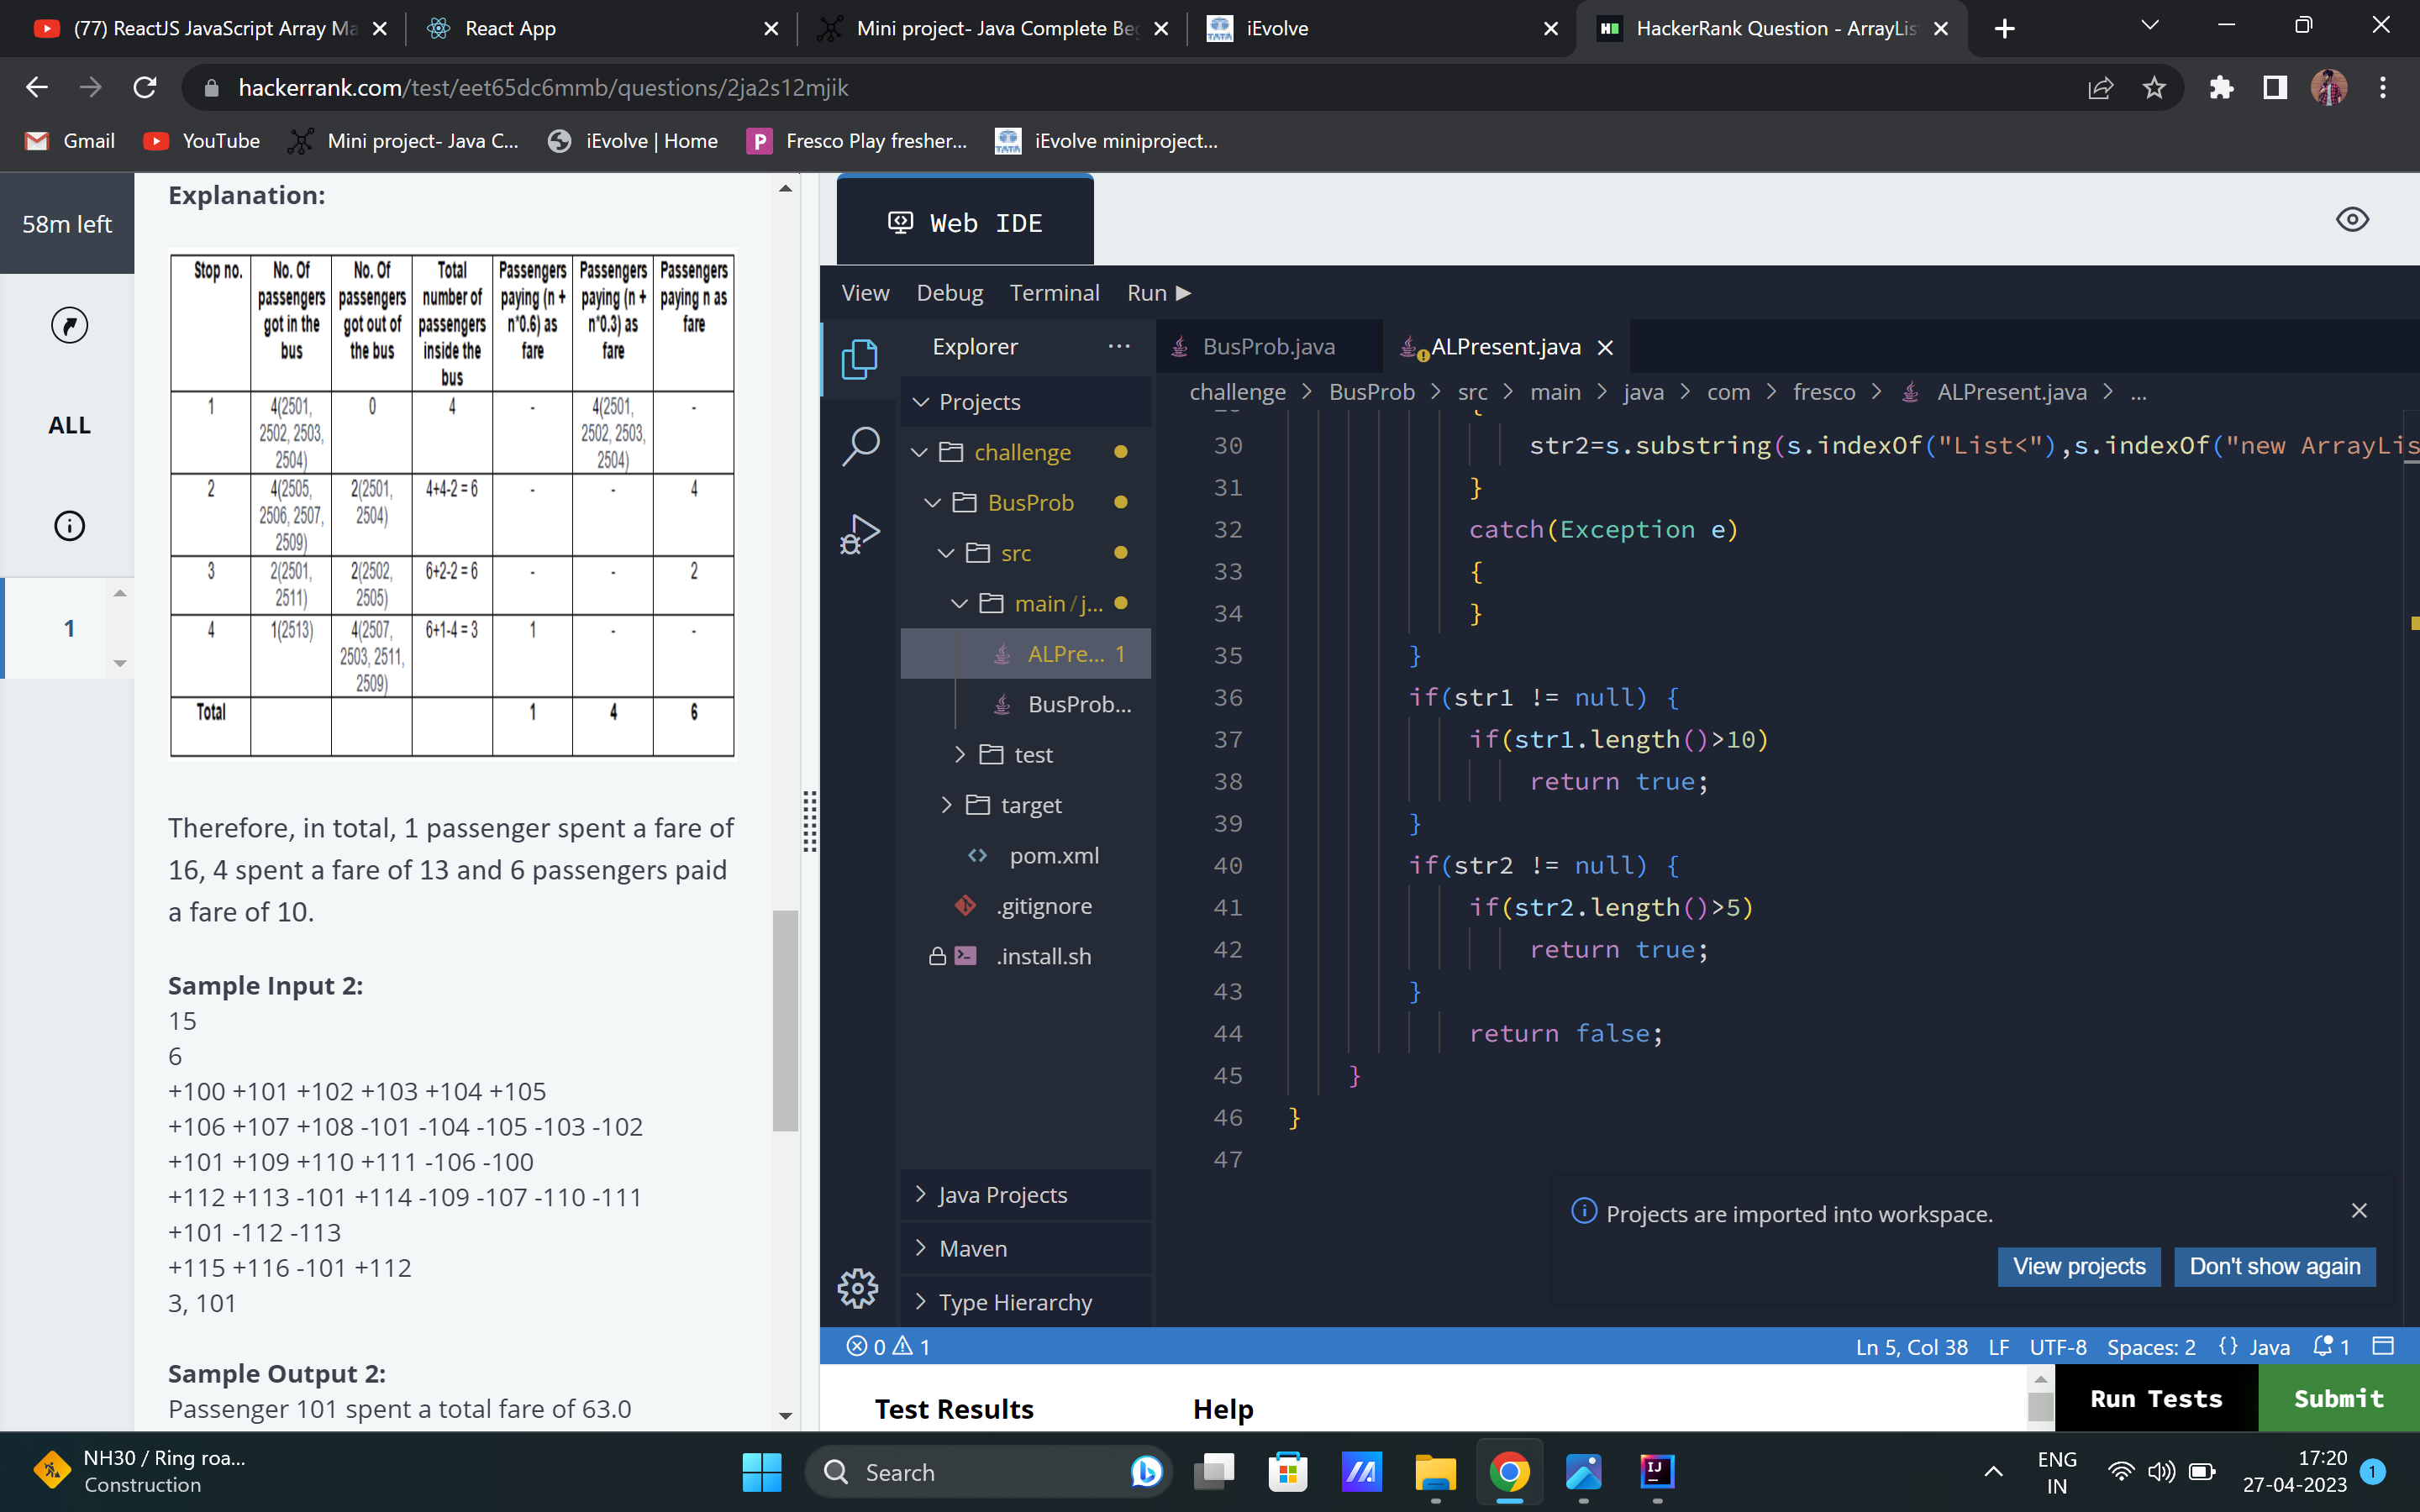 (77) ReactJS JavaScript Array Ma
React App
Mini project- Java Complete Be
iEvolve
HackerRank Question - ArrayLis
hackerrank.com/test/eet65dc6mmb/questions/2ja2s12mjik
Gmail
YouTube
Mini project- Java C...
iEvolve | Home
Fresco Play fresher...
iEvolve miniproject...
58m left
ALL
1
Explanation:
Stop no. No. Of passengers got in the bus No. Of passengers got out of the bus Total number of passengers inside the bus Passengers paying (n + n*0.6) as fare Passengers paying (n + n*0.3) as fare Passengers paying n as fare
1 4(2501, 2502, 2503, 2504) 0 4 - 4(2501, 2502, 2503, 2504) -
2 4(2505, 2506, 2507, 2509) 2(2501, 2504) 4+4-2 = 6 - - 4
3 2(2501, 2511) 2(2502, 2505) 6+2-2 = 6 - - 2
4 1(2513) 4(2507, 2503, 2511, 2509) 6+1-4 = 3 1 - -
Total 1 4 6
Therefore, in total, 1 passenger spent a fare of
16, 4 spent a fare of 13 and 6 passengers paid
a fare of 10.
Sample Input 2:
15
6
+100 +101 +102 +103 +104 +105
+106 +107 +108 -101 -104 -105 -103 -102
+101 +109 +110 +111 -106 -100
+112 +113 -101 +114 -109 -107 -110 -111
+101 -112 -113
+115 +116 -101 +112
3, 101
Sample Output 2:
Passenger 101 spent a total fare of 63.0
Web IDE
View Debug Terminal Run
Explorer
Projects
challenge
BusProb
src
main/j...
ALPre... 1
BusProb...
test
target
pom.xml
.gitignore
.install.sh
Java Projects
Maven
Type Hierarchy
BusProb.java
ALPresent.java
challenge > BusProb > src > main > java > com > fresco > ALPresent.java > ...
30 str2=s.substring(s.indexOf("List<"),s.indexOf("new ArrayLis
31 }
32 catch(Exception e)
33 {
34 }
35 }
36 if(str1 != null) {
37 if(str1.length()>10)
38 return true;
39 }
40 if(str2 != null) {
41 if(str2.length()>5)
42 return true;
43 }
44 return false;
45 }
46 }
47
Projects are imported into workspace.
View projects
Don't show again
0 1
Ln 5, Col 38 LF UTF-8 Spaces: 2 {} Java 1
Test Results
Help
Run Tests
Submit
NH30 / Ring roa...
Construction
Search
ENG
IN
17:20
27-04-2023
1